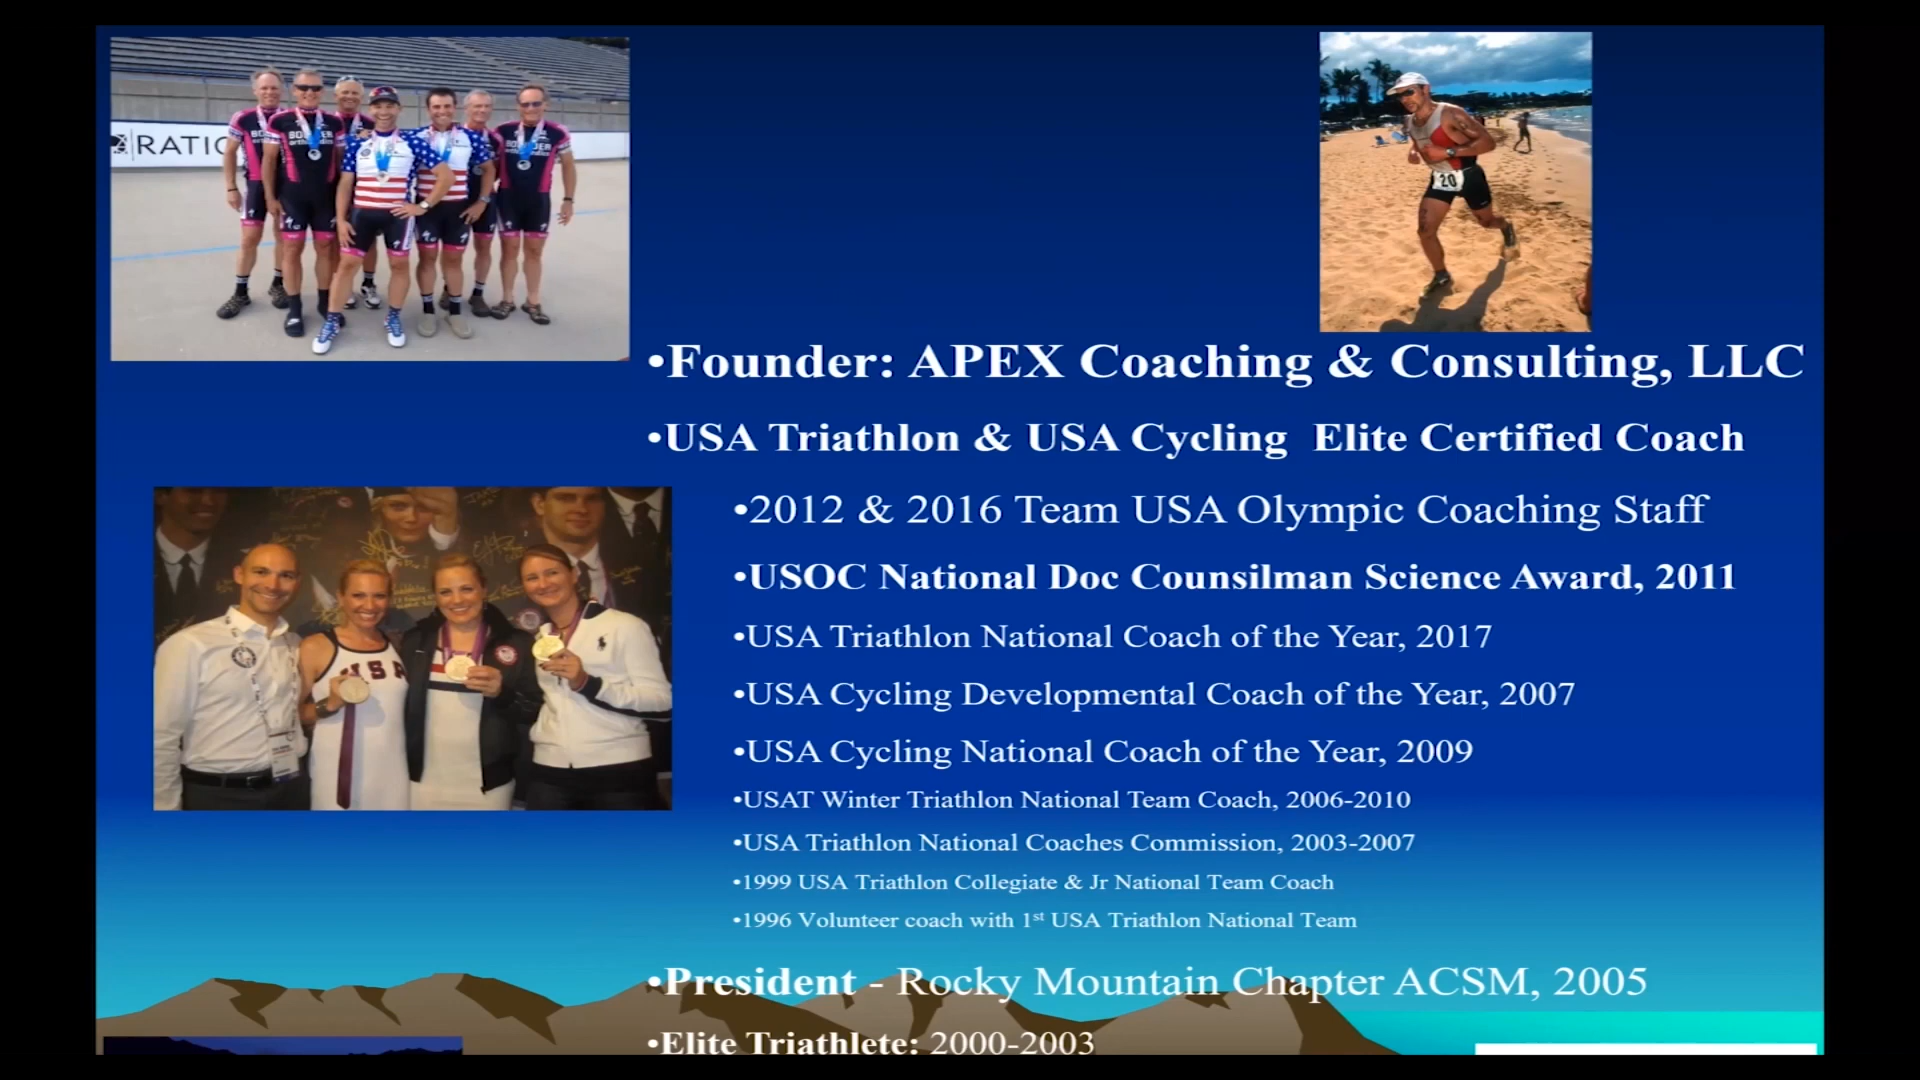 RATIO
BOULDER
orthodontics
20
USA
•Founder: APEX Coaching & Consulting, LLC
•USA Triathlon & USA Cycling  Elite Certified Coach
•2012 & 2016 Team USA Olympic Coaching Staff
•USOC National Doc Counsilman Science Award, 2011
•USA Triathlon National Coach of the Year, 2017
•USA Cycling Developmental Coach of the Year, 2007
•USA Cycling National Coach of the Year, 2009
•USAT Winter Triathlon National Team Coach, 2006-2010
•USA Triathlon National Coaches Commission, 2003-2007
•1999 USA Triathlon Collegiate & Jr National Team Coach
•1996 Volunteer coach with 1st USA Triathlon National Team
•President - Rocky Mountain Chapter ACSM, 2005
•Elite Triathlete: 2000-2003